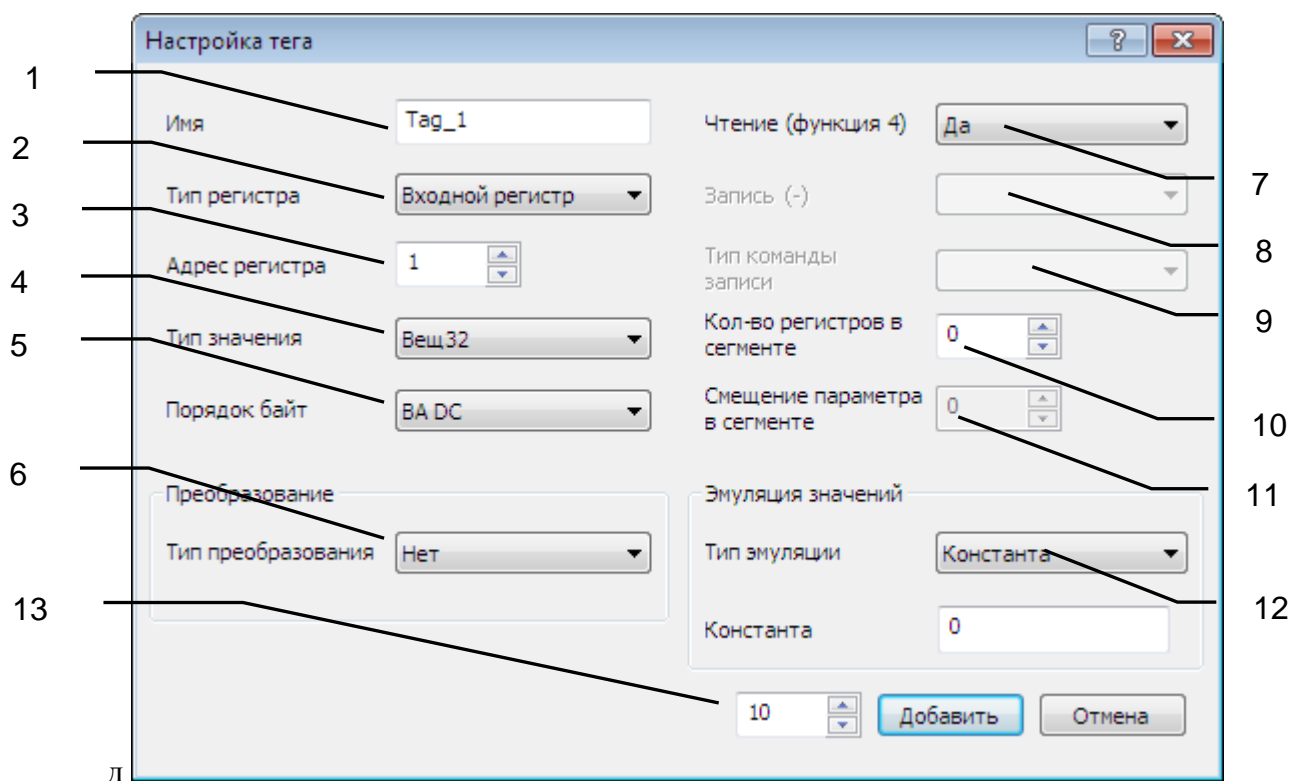 Настройка тега
1
Имя
Tag_1
Чтение (функция 4)
Да
2
7
Тип регистра
Входной регистр
Запись (-)
3
8
Адрес регистра
1
Тип команды
записи
4
9
Тип значения
Вещ32
Кол-во регистров в
сегменте
0
5
10
Порядок байт
BA DC
Смещение параметра
в сегменте
0
6
11
Преобразование
Эмуляция значений
Тип преобразования
Нет
Тип эмуляции
Константа
13
12
Константа
0
10
Добавить
Отмена
д